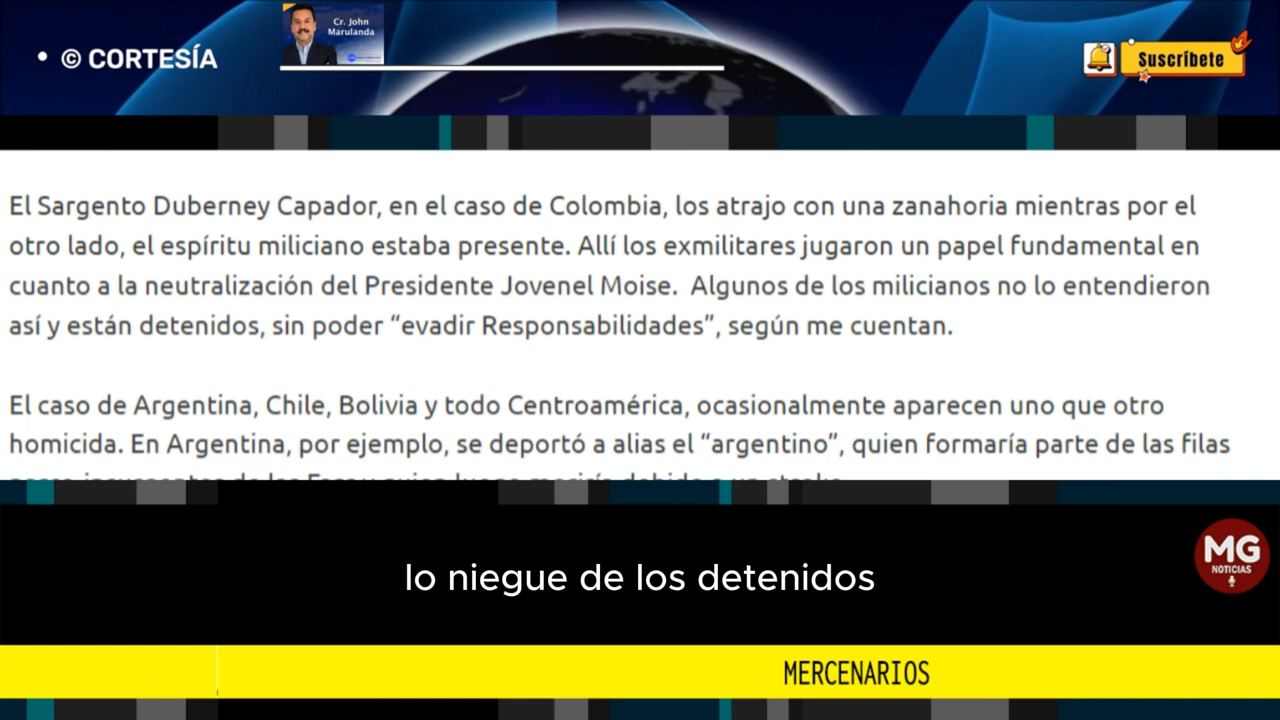 • © CORTESÍA
Cr. John
Marulanda
Suscríbete
El Sargento Duberney Capador, en el caso de Colombia, los atrajo con una zanahoria mientras por el
otro lado, el espíritu miliciano estaba presente. Allí los exmilitares jugaron un papel fundamental en
cuanto a la neutralización del Presidente Jovenel Moise. Algunos de los milicianos no lo entendieron
así y están detenidos, sin poder “evadir Responsabilidades”, según me cuentan.
El caso de Argentina, Chile, Bolivia y todo Centroamérica, ocasionalmente aparecen uno que otro
homicida. En Argentina, por ejemplo, se deportó a alias el “argentino”, quien formaría parte de las filas
lo niegue de los detenidos
MG
NOTICIAS
MERCENARIOS